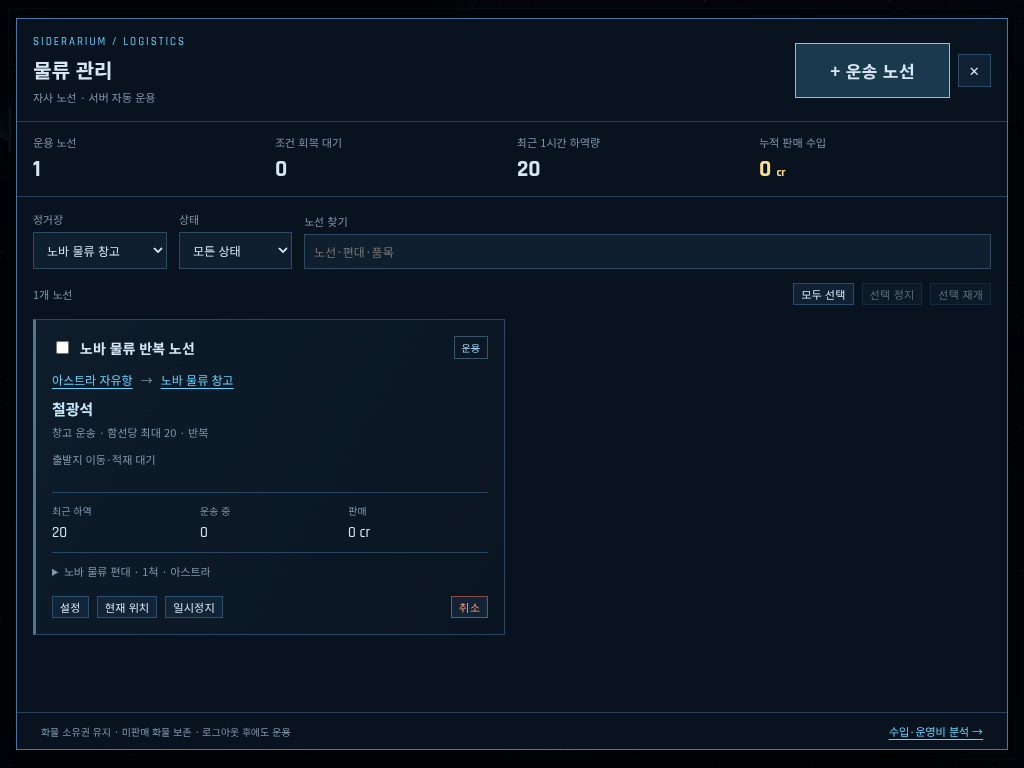 SIDERARIUM / LOGISTICS
물류 관리
자사 노선 · 서버 자동 운용
+ 운송 노선
×
운용 노선
1
조건 회복 대기
0
최근 1시간 하역량
20
누적 판매 수입
0 cr
정거장
노바 물류 창고
상태
모든 상태
노선 찾기
노선·편대·품목
1개 노선
모두 선택
선택 정지
선택 재개
노바 물류 반복 노선
운용
아스트라 자유항 → 노바 물류 창고
철광석
창고 운송 · 함선당 최대 20 · 반복
출발지 이동·적재 대기
최근 하역
20
운송 중
0
판매
0 cr
▶ 노바 물류 편대 · 1척 · 아스트라
설정
현재 위치
일시정지
취소
화물 소유권 유지 · 미판매 화물 보존 · 로그아웃 후에도 운용
수입·운영비 분석 →